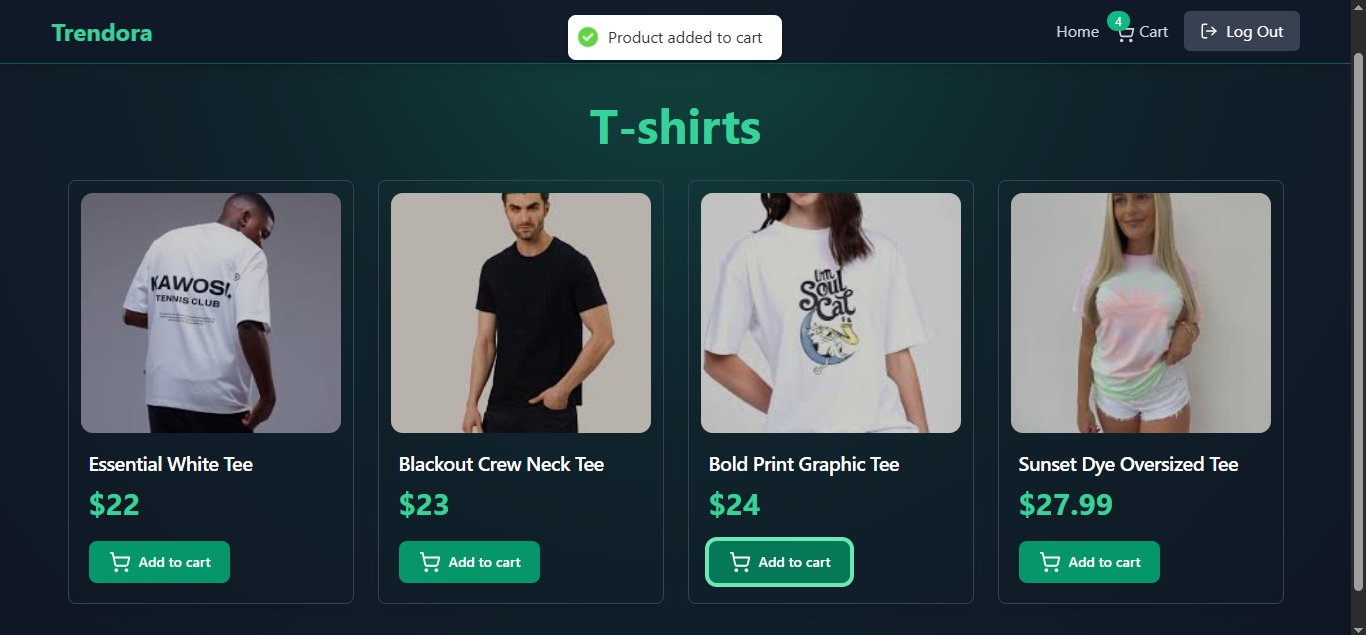 Trendora
Product added to cart
Home
4
Cart
Log Out
T-shirts
KAWOSI.
TENNIS CLUB
I'm
Soul
Cat
Essential White Tee
$22
Add to cart
Blackout Crew Neck Tee
$23
Add to cart
Bold Print Graphic Tee
$24
Add to cart
Sunset Dye Oversized Tee
$27.99
Add to cart